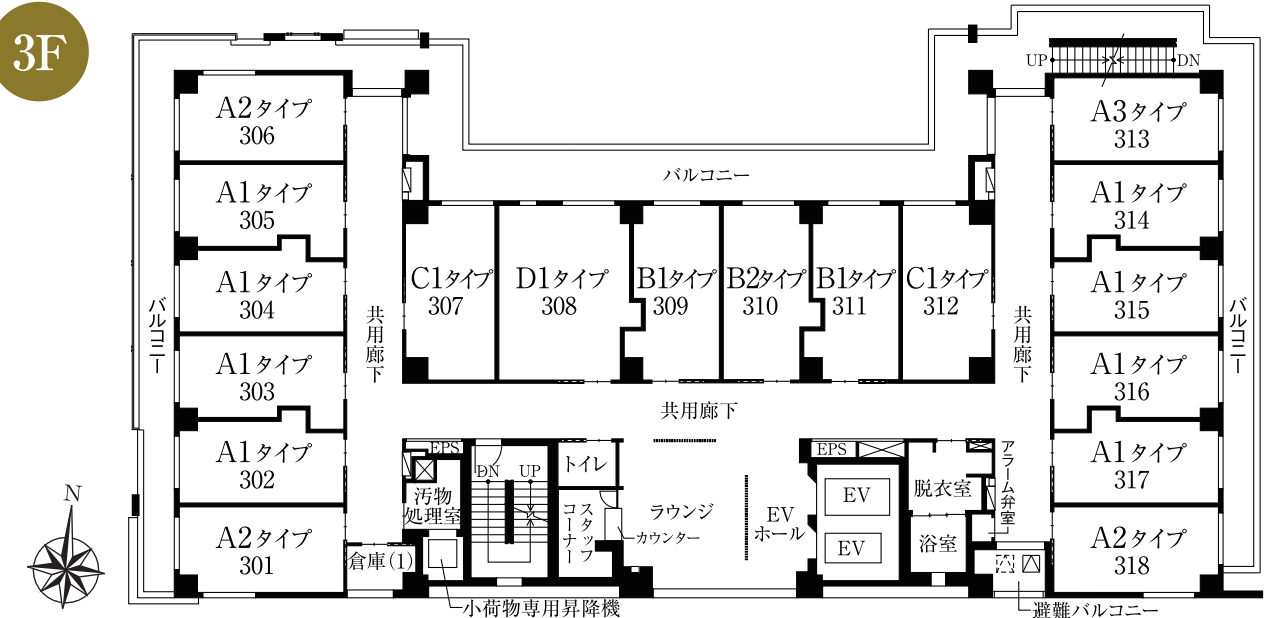 3F
UP
DN
A2タイプ
306
A3タイプ
313
バルコニー
A1タイプ
305
A1タイプ
314
C1タイプ
307
D1タイプ
308
B1タイプ
309
B2タイプ
310
B1タイプ
311
C1タイプ
312
A1タイプ
304
A1タイプ
315
バルコニー
共用廊下
共用廊下
バルコニー
A1タイプ
303
A1タイプ
316
共用廊下
A1タイプ
302
A1タイプ
317
EPS
DN
UP
トイレ
EPS
アラーム弁室
汚物
処理室
スタッフ
コーナー
カウンター
ラウンジ
EV
ホール
EV
EV
脱衣室
浴室
N
A2タイプ
301
倉庫(1)
A2タイプ
318
小荷物専用昇降機
避難バルコニー